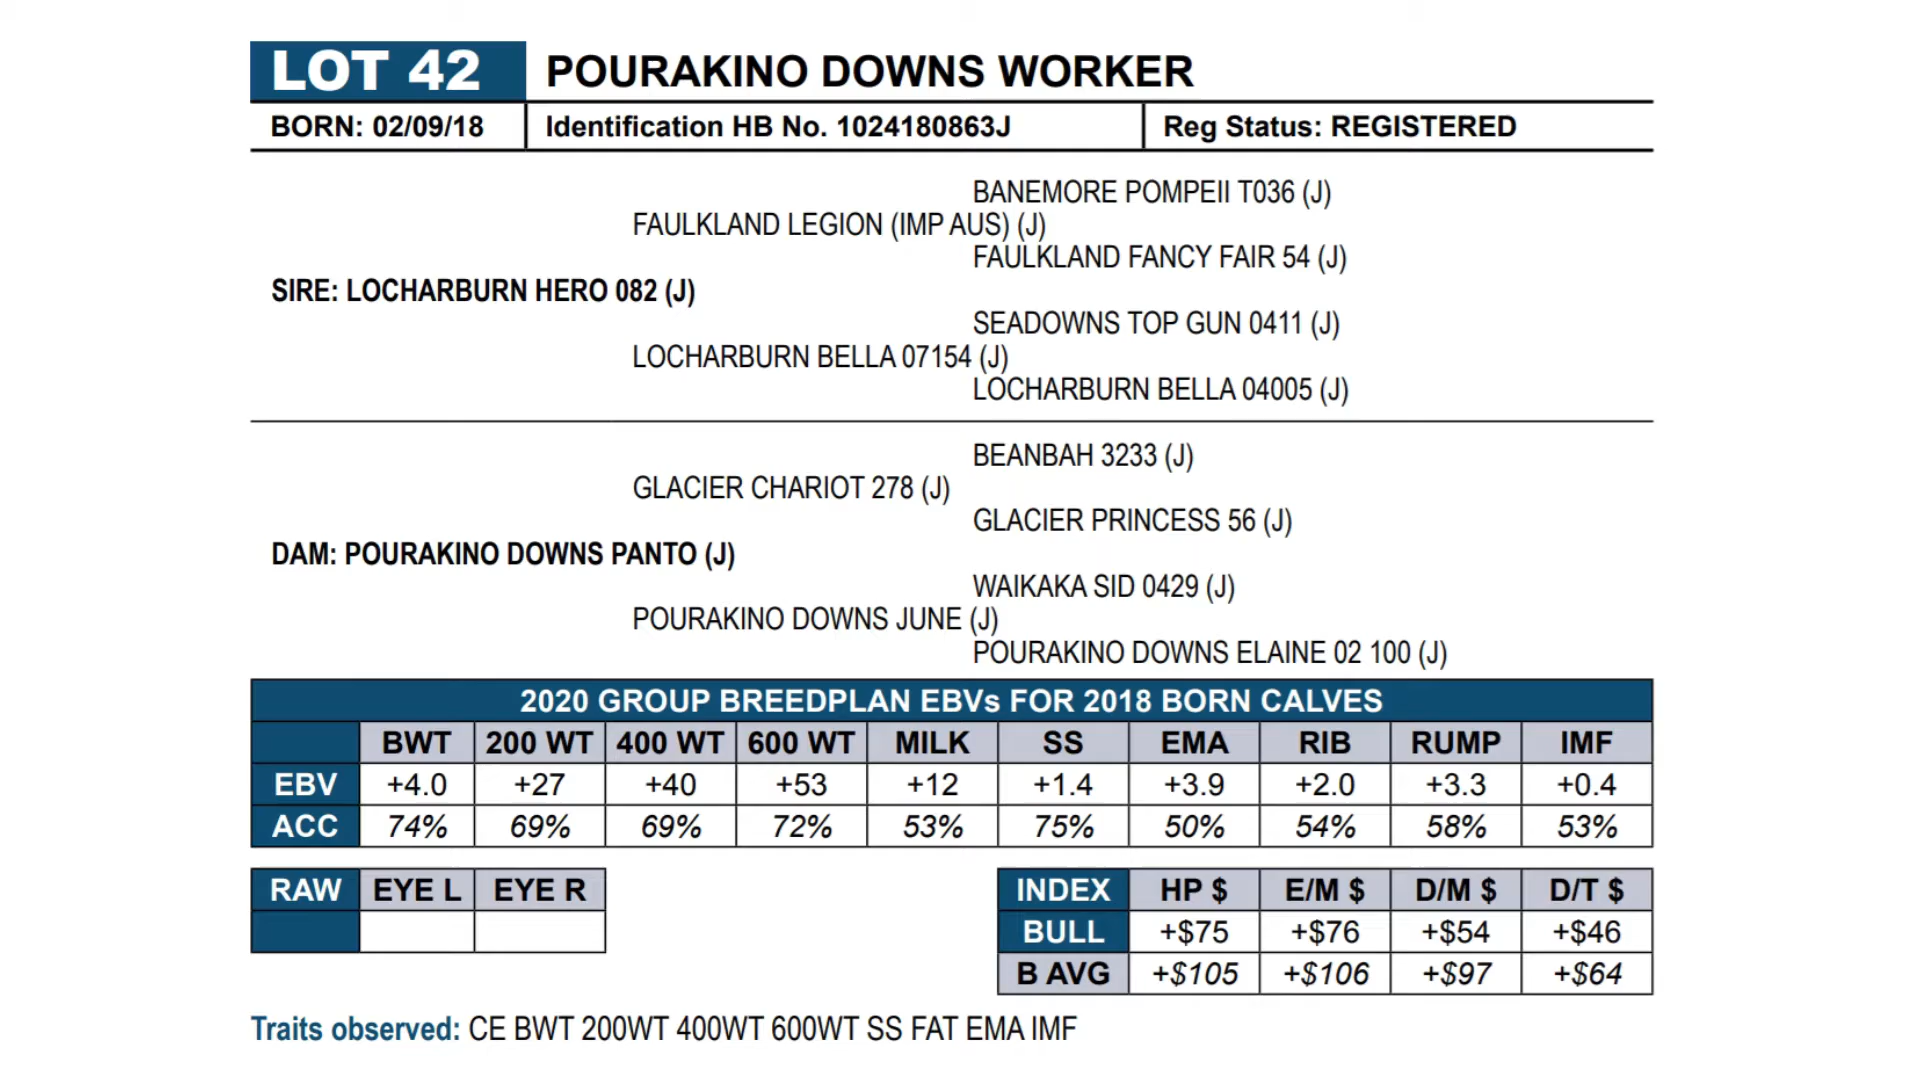 LOT 42 POURAKINO DOWNS WORKER
BORN: 02/09/18 Identification HB No. 1024180863J Reg Status: REGISTERED
BANEMORE POMPEII T036 (J)
FAULKLAND LEGION (IMP AUS) (J)
FAULKLAND FANCY FAIR 54 (J)
SIRE: LOCHARBURN HERO 082 (J)
SEADOWNS TOP GUN 0411 (J)
LOCHARBURN BELLA 07154 (J)
LOCHARBURN BELLA 04005 (J)
BEANBAH 3233 (J)
GLACIER CHARIOT 278 (J)
GLACIER PRINCESS 56 (J)
DAM: POURAKINO DOWNS PANTO (J)
WAIKAKA SID 0429 (J)
POURAKINO DOWNS JUNE (J)
POURAKINO DOWNS ELAINE 02 100 (J)
2020 GROUP BREEDPLAN EBVs FOR 2018 BORN CALVES
BWT 200 WT 400 WT 600 WT MILK SS EMA RIB RUMP IMF
EBV +4.0 +27 +40 +53 +12 +1.4 +3.9 +2.0 +3.3 +0.4
ACC 74% 69% 69% 72% 53% 75% 50% 54% 58% 53%
RAW EYE L EYE R INDEX HP $ E/M $ D/M $ D/T $
BULL +$75 +$76 +$54 +$46
B AVG +$105 +$106 +$97 +$64
Traits observed: CE BWT 200WT 400WT 600WT SS FAT EMA IMF